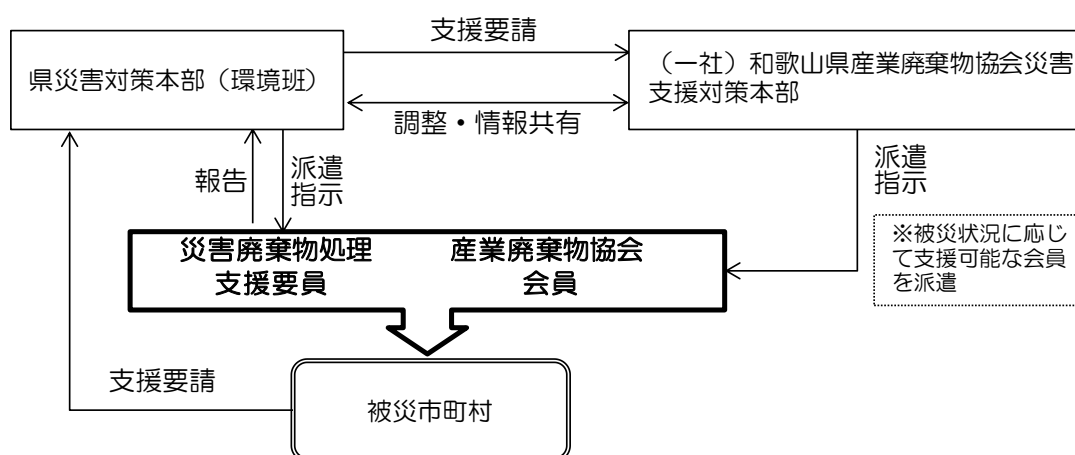 支援要請
県災害対策本部(環境班)
(一社)和歌山県産業廃棄物協会災害
支援対策本部
調整・情報共有
報告
派遣
指示
派遣
指示
災害廃棄物処理
支援要員
産業廃棄物協会
会員
※被災状況に応じ
て支援可能な会員
を派遣
支援要請
被災市町村